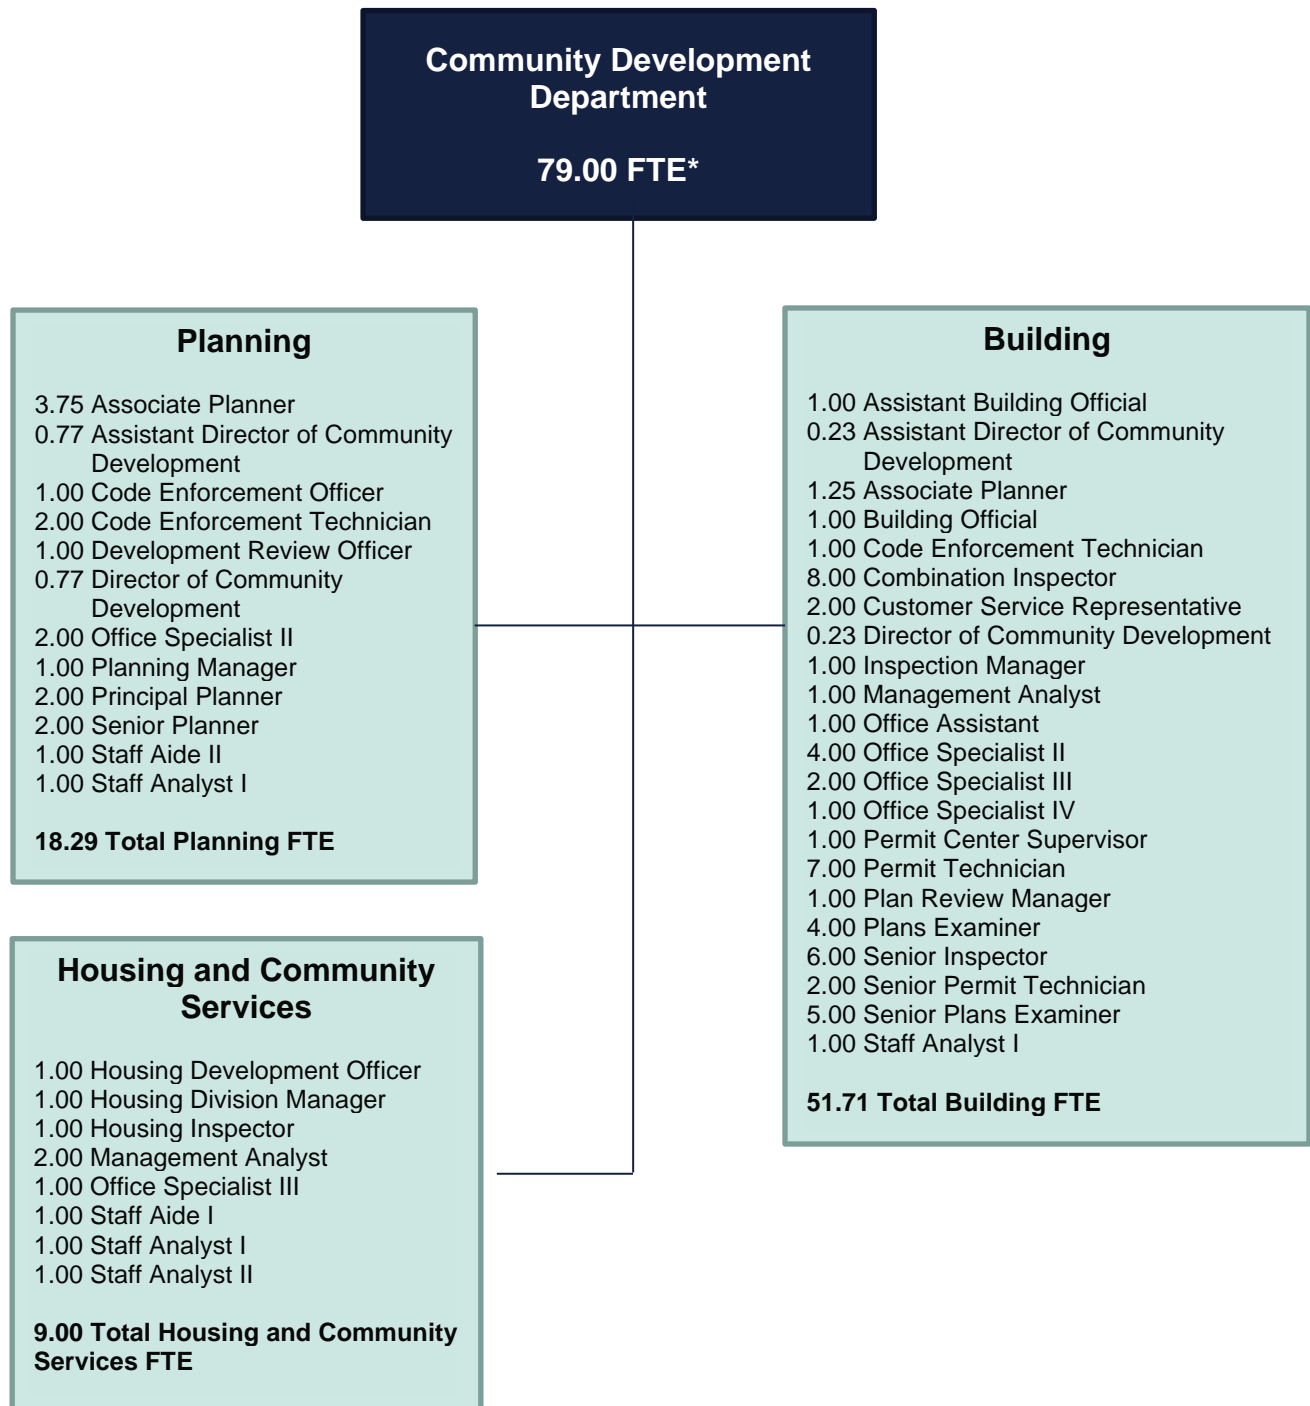 Community Development
Department
79.00 FTE*
Planning
3.75 Associate Planner
0.77 Assistant Director of Community
Development
1.00 Code Enforcement Officer
2.00 Code Enforcement Technician
1.00 Development Review Officer
0.77 Director of Community
Development
2.00 Office Specialist II
1.00 Planning Manager
2.00 Principal Planner
2.00 Senior Planner
1.00 Staff Aide II
1.00 Staff Analyst I
18.29 Total Planning FTE
Building
1.00 Assistant Building Official
0.23 Assistant Director of Community
Development
1.25 Associate Planner
1.00 Building Official
1.00 Code Enforcement Technician
8.00 Combination Inspector
2.00 Customer Service Representative
0.23 Director of Community Development
1.00 Inspection Manager
1.00 Management Analyst
1.00 Office Assistant
4.00 Office Specialist II
2.00 Office Specialist III
1.00 Office Specialist IV
1.00 Permit Center Supervisor
7.00 Permit Technician
1.00 Plan Review Manager
4.00 Plans Examiner
6.00 Senior Inspector
2.00 Senior Permit Technician
5.00 Senior Plans Examiner
1.00 Staff Analyst I
51.71 Total Building FTE
Housing and Community
Services
1.00 Housing Development Officer
1.00 Housing Division Manager
1.00 Housing Inspector
2.00 Management Analyst
1.00 Office Specialist III
1.00 Staff Aide I
1.00 Staff Analyst I
1.00 Staff Analyst II
9.00 Total Housing and Community
Services FTE